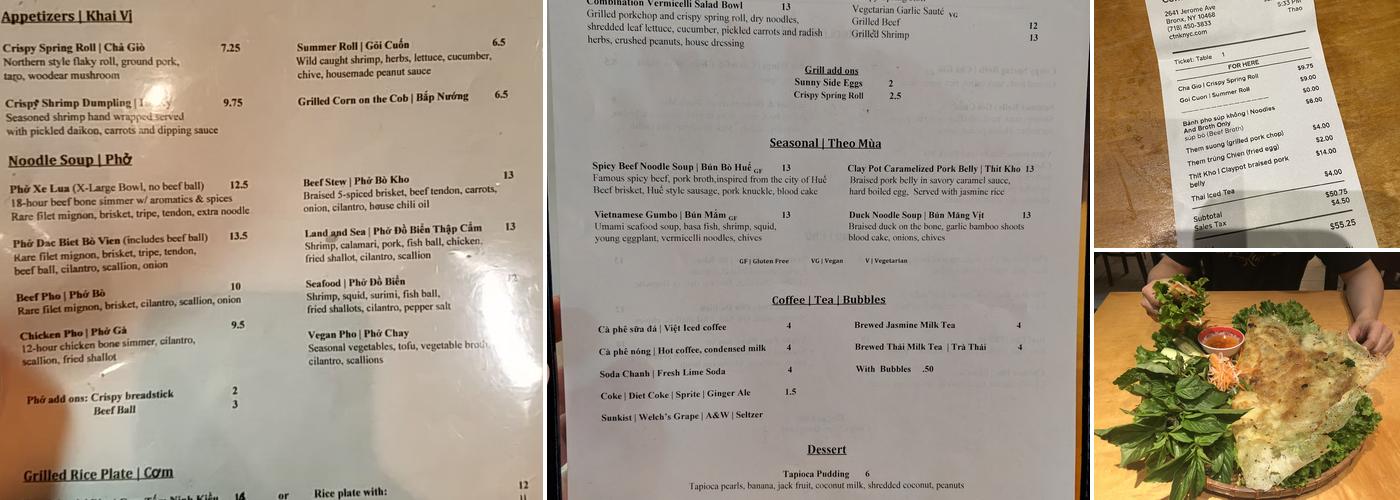 Appetizers | Khai Vị
Crispy Spring Roll | Chả Giò 7.25
Northern style flaky roll, ground pork,
taro, woodear mushroom
Crispy Shrimp Dumpling | 9.75
Seasoned shrimp hand wrapped served
with pickled daikon, carrots and dipping sauce
Summer Roll | Gỏi Cuốn 6.5
Wild caught shrimp, herbs, lettuce, cucumber,
chive, housemade peanut sauce
Grilled Corn on the Cob | Bắp Nướng 6.5
Noodle Soup | Phở
Phở Xe Lua (X-Large Bowl, no beef ball) 12.5
18-hour beef bone simmer w/ aromatics & spices
Rare filet mignon, brisket, tripe, tendon, extra noodle
Phở Dac Biet Bò Vien (includes beef ball) 13.5
Rare filet mignon, brisket, tripe, tendon,
beef ball, cilantro, scallion, onion
Beef Pho | Phở Bò 10
Rare filet mignon, brisket, cilantro, scallion, onion
Chicken Pho | Phở Gà 9.5
12-hour chicken bone simmer, cilantro,
scallion, fried shallot
Phở add ons: Crispy breadstick 2
Beef Ball 3
Beef Stew | Phở Bò Kho 13
Braised 5-spiced brisket, beef tendon, carrots,
onion, cilantro, house chili oil
Land and Sea | Phở Đồ Biển Thập Cẩm 13
Shrimp, calamari, pork, fish ball, chicken,
fried shallot, cilantro, scallion
Seafood | Phở Đồ Biển 12
Shrimp, squid, surimi, fish ball,
fried shallots, cilantro, pepper salt
Vegan Pho | Phở Chay
Seasonal vegetables, tofu, vegetable broth,
cilantro, scallions
Grilled Rice Plate | Cơm
or Rice plate with: 12
Combination Vermicelli Salad Bowl 13
Grilled porkchop and crispy spring roll, dry noodles,
shredded leaf lettuce, cucumber, pickled carrots and radish
herbs, crushed peanuts, house dressing
Vegetarian Garlic Sauté VG
Grilled Beef 12
Grilled Shrimp 13
Grill add ons
Sunny Side Eggs 2
Crispy Spring Roll 2.5
Seasonal | Theo Mùa
Spicy Beef Noodle Soup | Bún Bò Huế GF 13
Famous spicy beef, pork broth,inspired from the city of Huế
Beef brisket, Huế style sausage, pork knuckle, blood cake
Clay Pot Caramelized Pork Belly | Thit Kho 13
Braised pork belly in savory caramel sauce,
hard boiled egg, Served with jasmine rice
Vietnamese Gumbo | Bún Mắm GF 13
Umami seafood soup, basa fish, shrimp, squid,
young eggplant, vermicelli noodles, chives
Duck Noodle Soup | Bún Măng Vịt 13
Braised duck on the bone, garlic bamboo shoots
blood cake, onions, chives
GF | Gluten Free VG | Vegan V | Vegetarian
Coffee | Tea | Bubbles
Cà phê sữa đá | Việt Iced coffee 4
Cà phê nóng | Hot coffee, condensed milk 4
Soda Chanh | Fresh Lime Soda 4
Coke | Diet Coke | Sprite | Ginger Ale 1.5
Sunkist | Welch's Grape | A&W | Seltzer
Brewed Jasmine Milk Tea 4
Brewed Thái Milk Tea | Trà Thái 4
With Bubbles .50
Dessert
Tapioca Pudding 6
Tapioca pearls, banana, jack fruit, coconut milk, shredded coconut, peanuts
2641 Jerome Ave
Bronx, NY 10468
(718) 450-3833
ctnknyc.com
5:33 PM
Thao
Ticket: Table 1
FOR HERE
Cha Gio | Crispy Spring Roll $9.75
Goi Cuon | Summer Roll $9.00
$0.00
Bánh pho súp không | Noodles $8.00
And Broth Only
súp bò (Beef Broth)
Them suong (grilled pork chop) $4.00
Them trứng Chien (fried egg) $2.00
Thit Kho | Claypot braised pork $14.00
belly
Thai Iced Tea $4.00
Subtotal $50.75
Sales Tax $4.50
$55.25